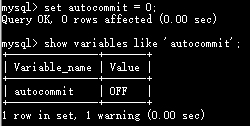 mysql> set autocommit = 0;
Query OK, 0 rows affected (0.00 sec)
mysql> show variables like 'autocommit';
+---------------+-------+
| Variable_name | Value |
+---------------+-------+
| autocommit    | OFF   |
+---------------+-------+
1 row in set, 1 warning (0.00 sec)